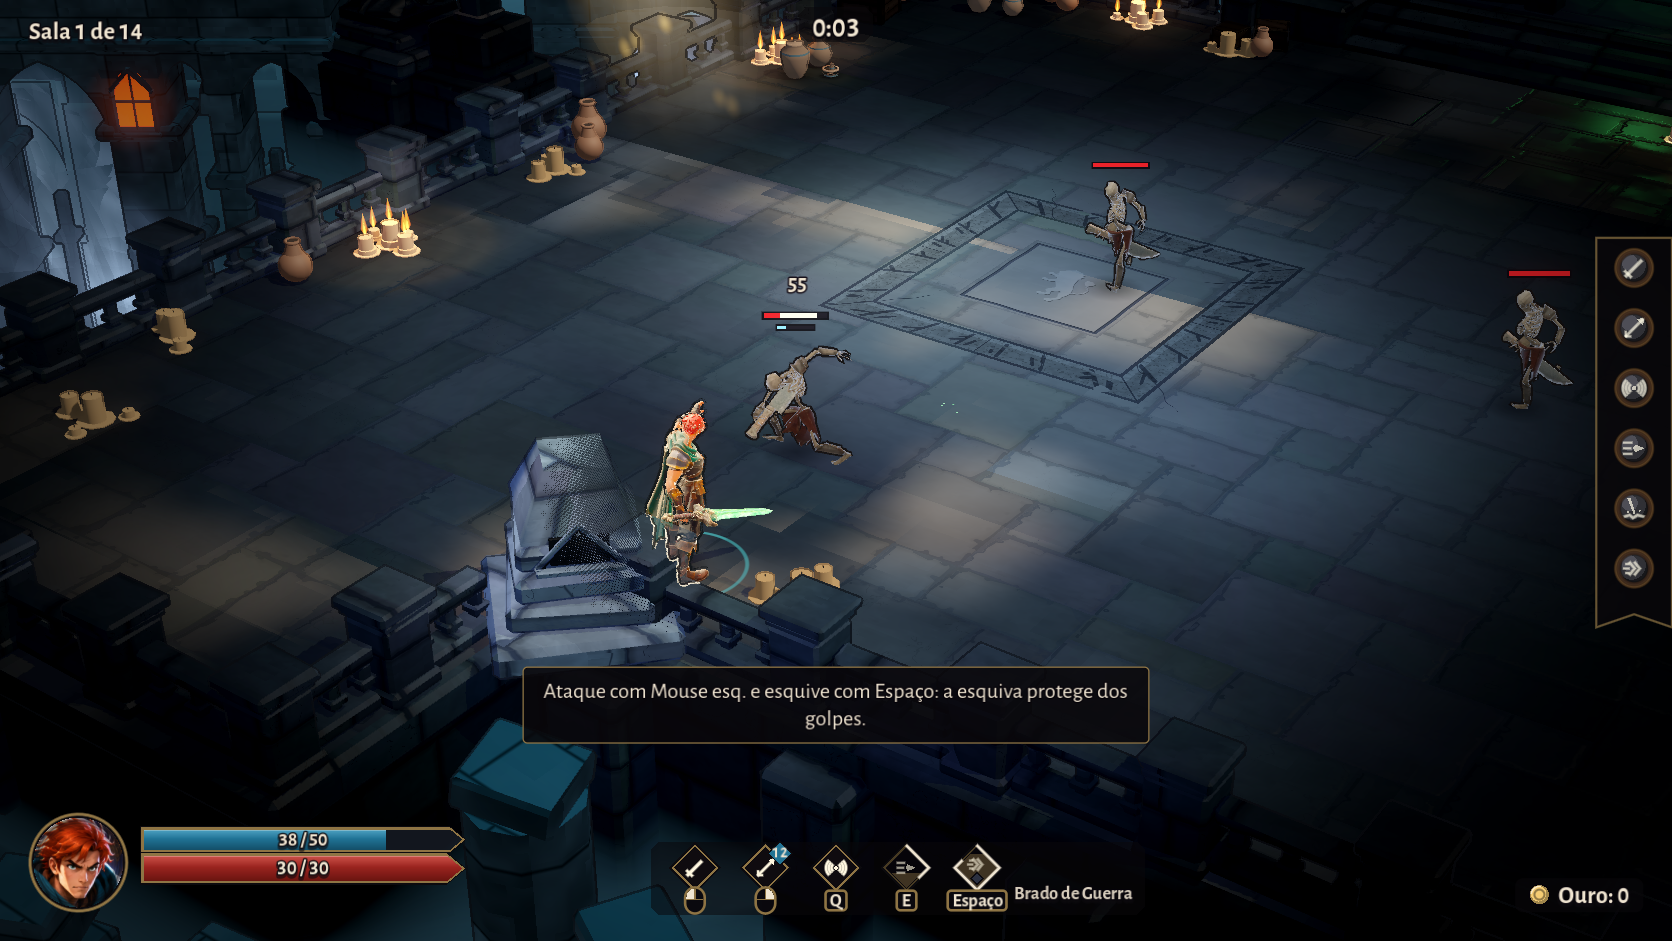 Sala 1 de 14
0:03
55
Ataque com Mouse esq. e esquive com Espaço: a esquiva protege dos
golpes.
38/50
30/30
12
Q
E
Espaço
Brado de Guerra
Ouro: 0